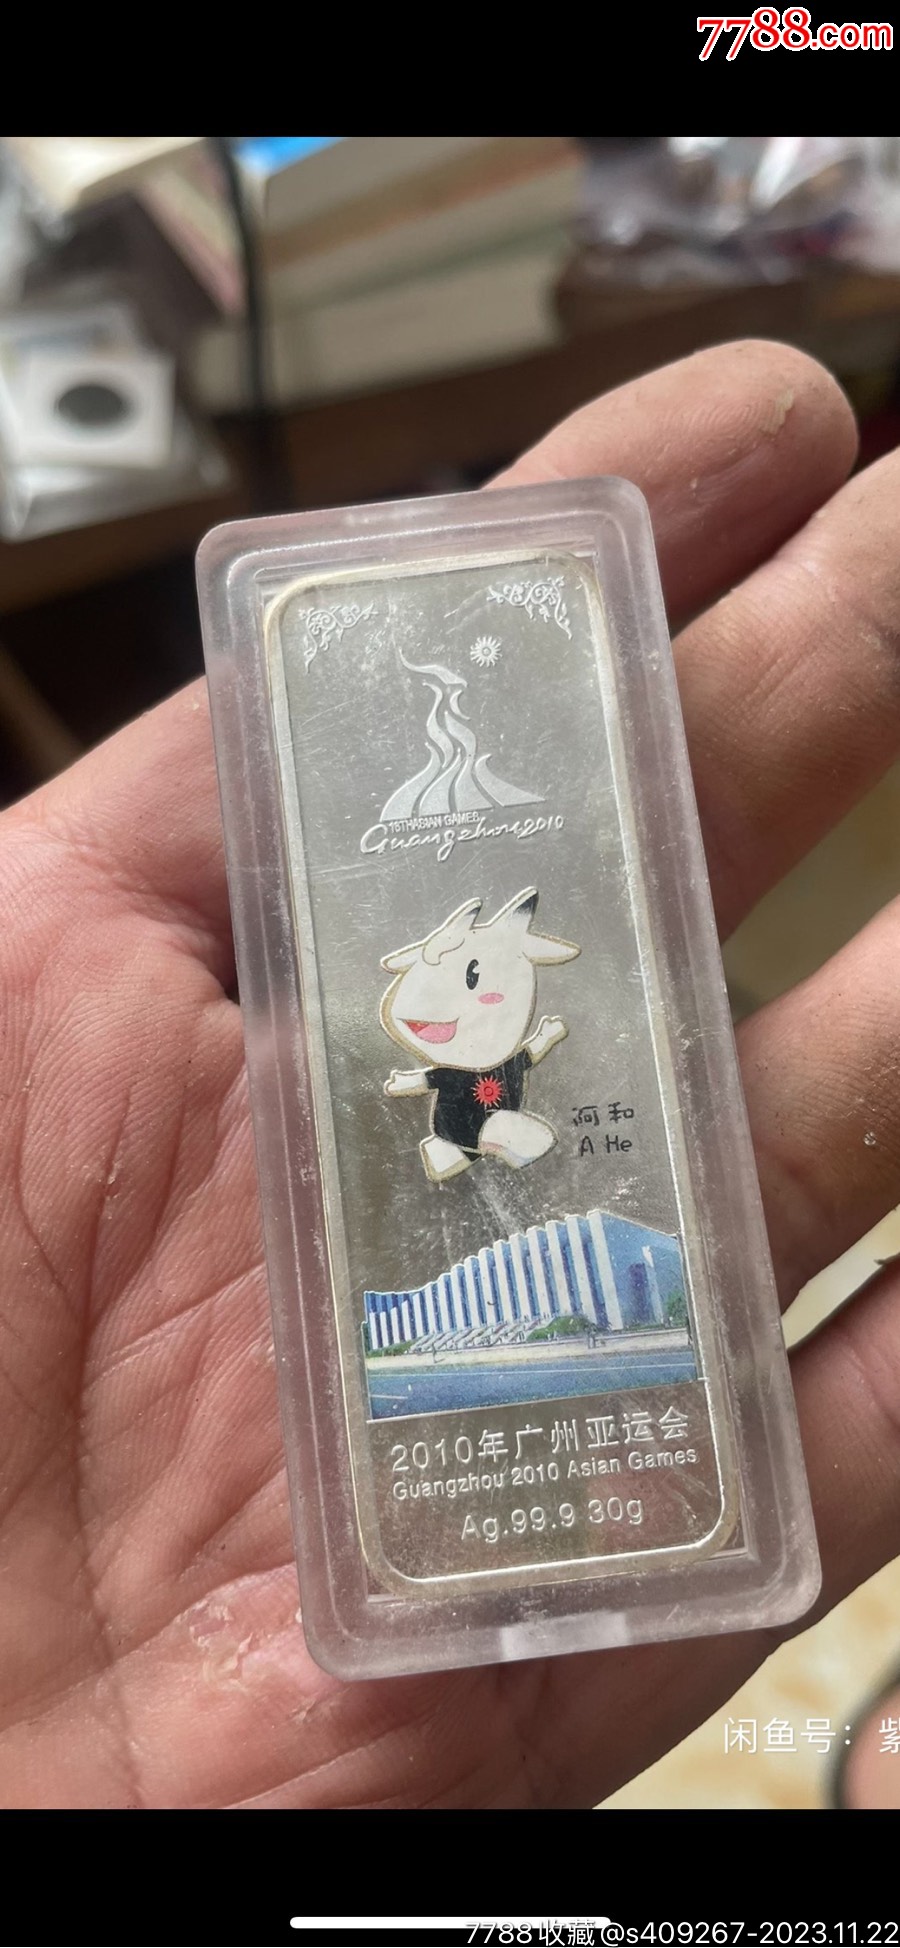 7788.com
16THASIAN GAMES
Guangzhou 2010
阿和
A He
2010年广州亚运会
Guangzhou 2010 Asian Games
Ag.99.9 30g
闲鱼号：紫
7788收藏@s409267-2023.11.22